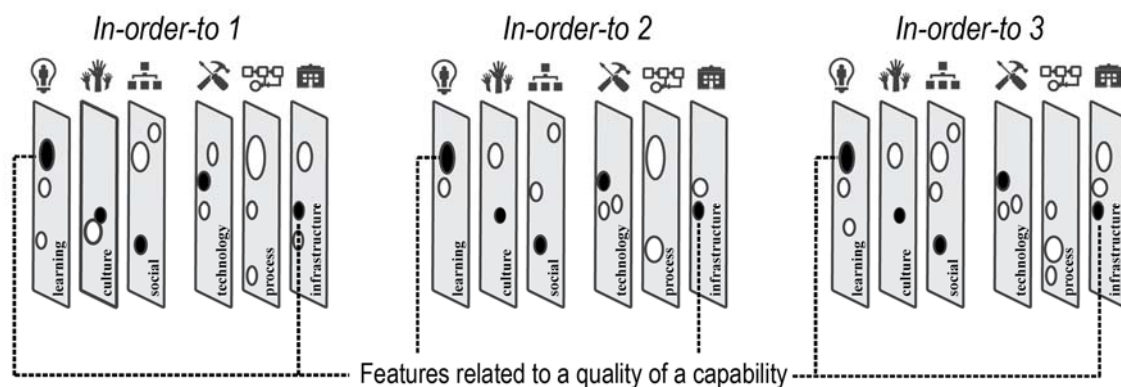 In-order-to 1
In-order-to 2
In-order-to 3
learning
culture
social
technology
process
infrastructure
learning
culture
social
technology
process
infrastructure
learning
culture
social
technology
process
infrastructure
Features related to a quality of a capability